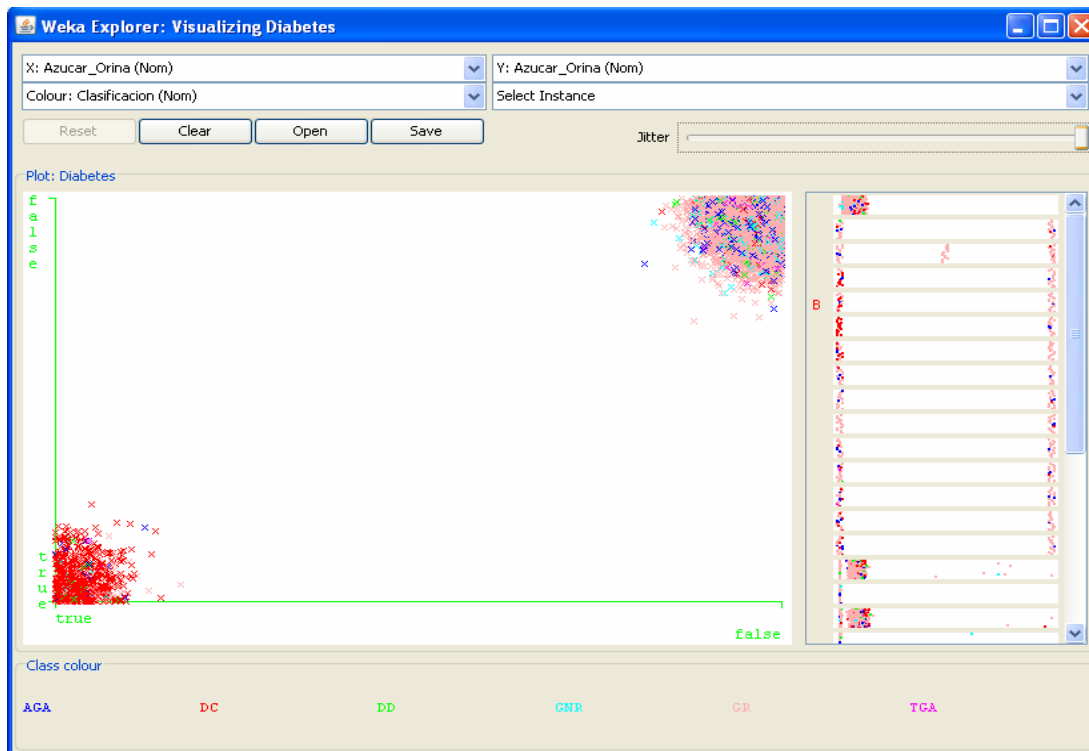 Weka Explorer: Visualizing Diabetes
X: Azucar_Orina (Nom)
Y: Azucar_Orina (Nom)
Colour: Clasificacion (Nom)
Select Instance
Reset
Clear
Open
Save
Jitter
Plot: Diabetes
false
true
true
false
B
Class colour
AGA
DC
DD
GNR
GR
TGA